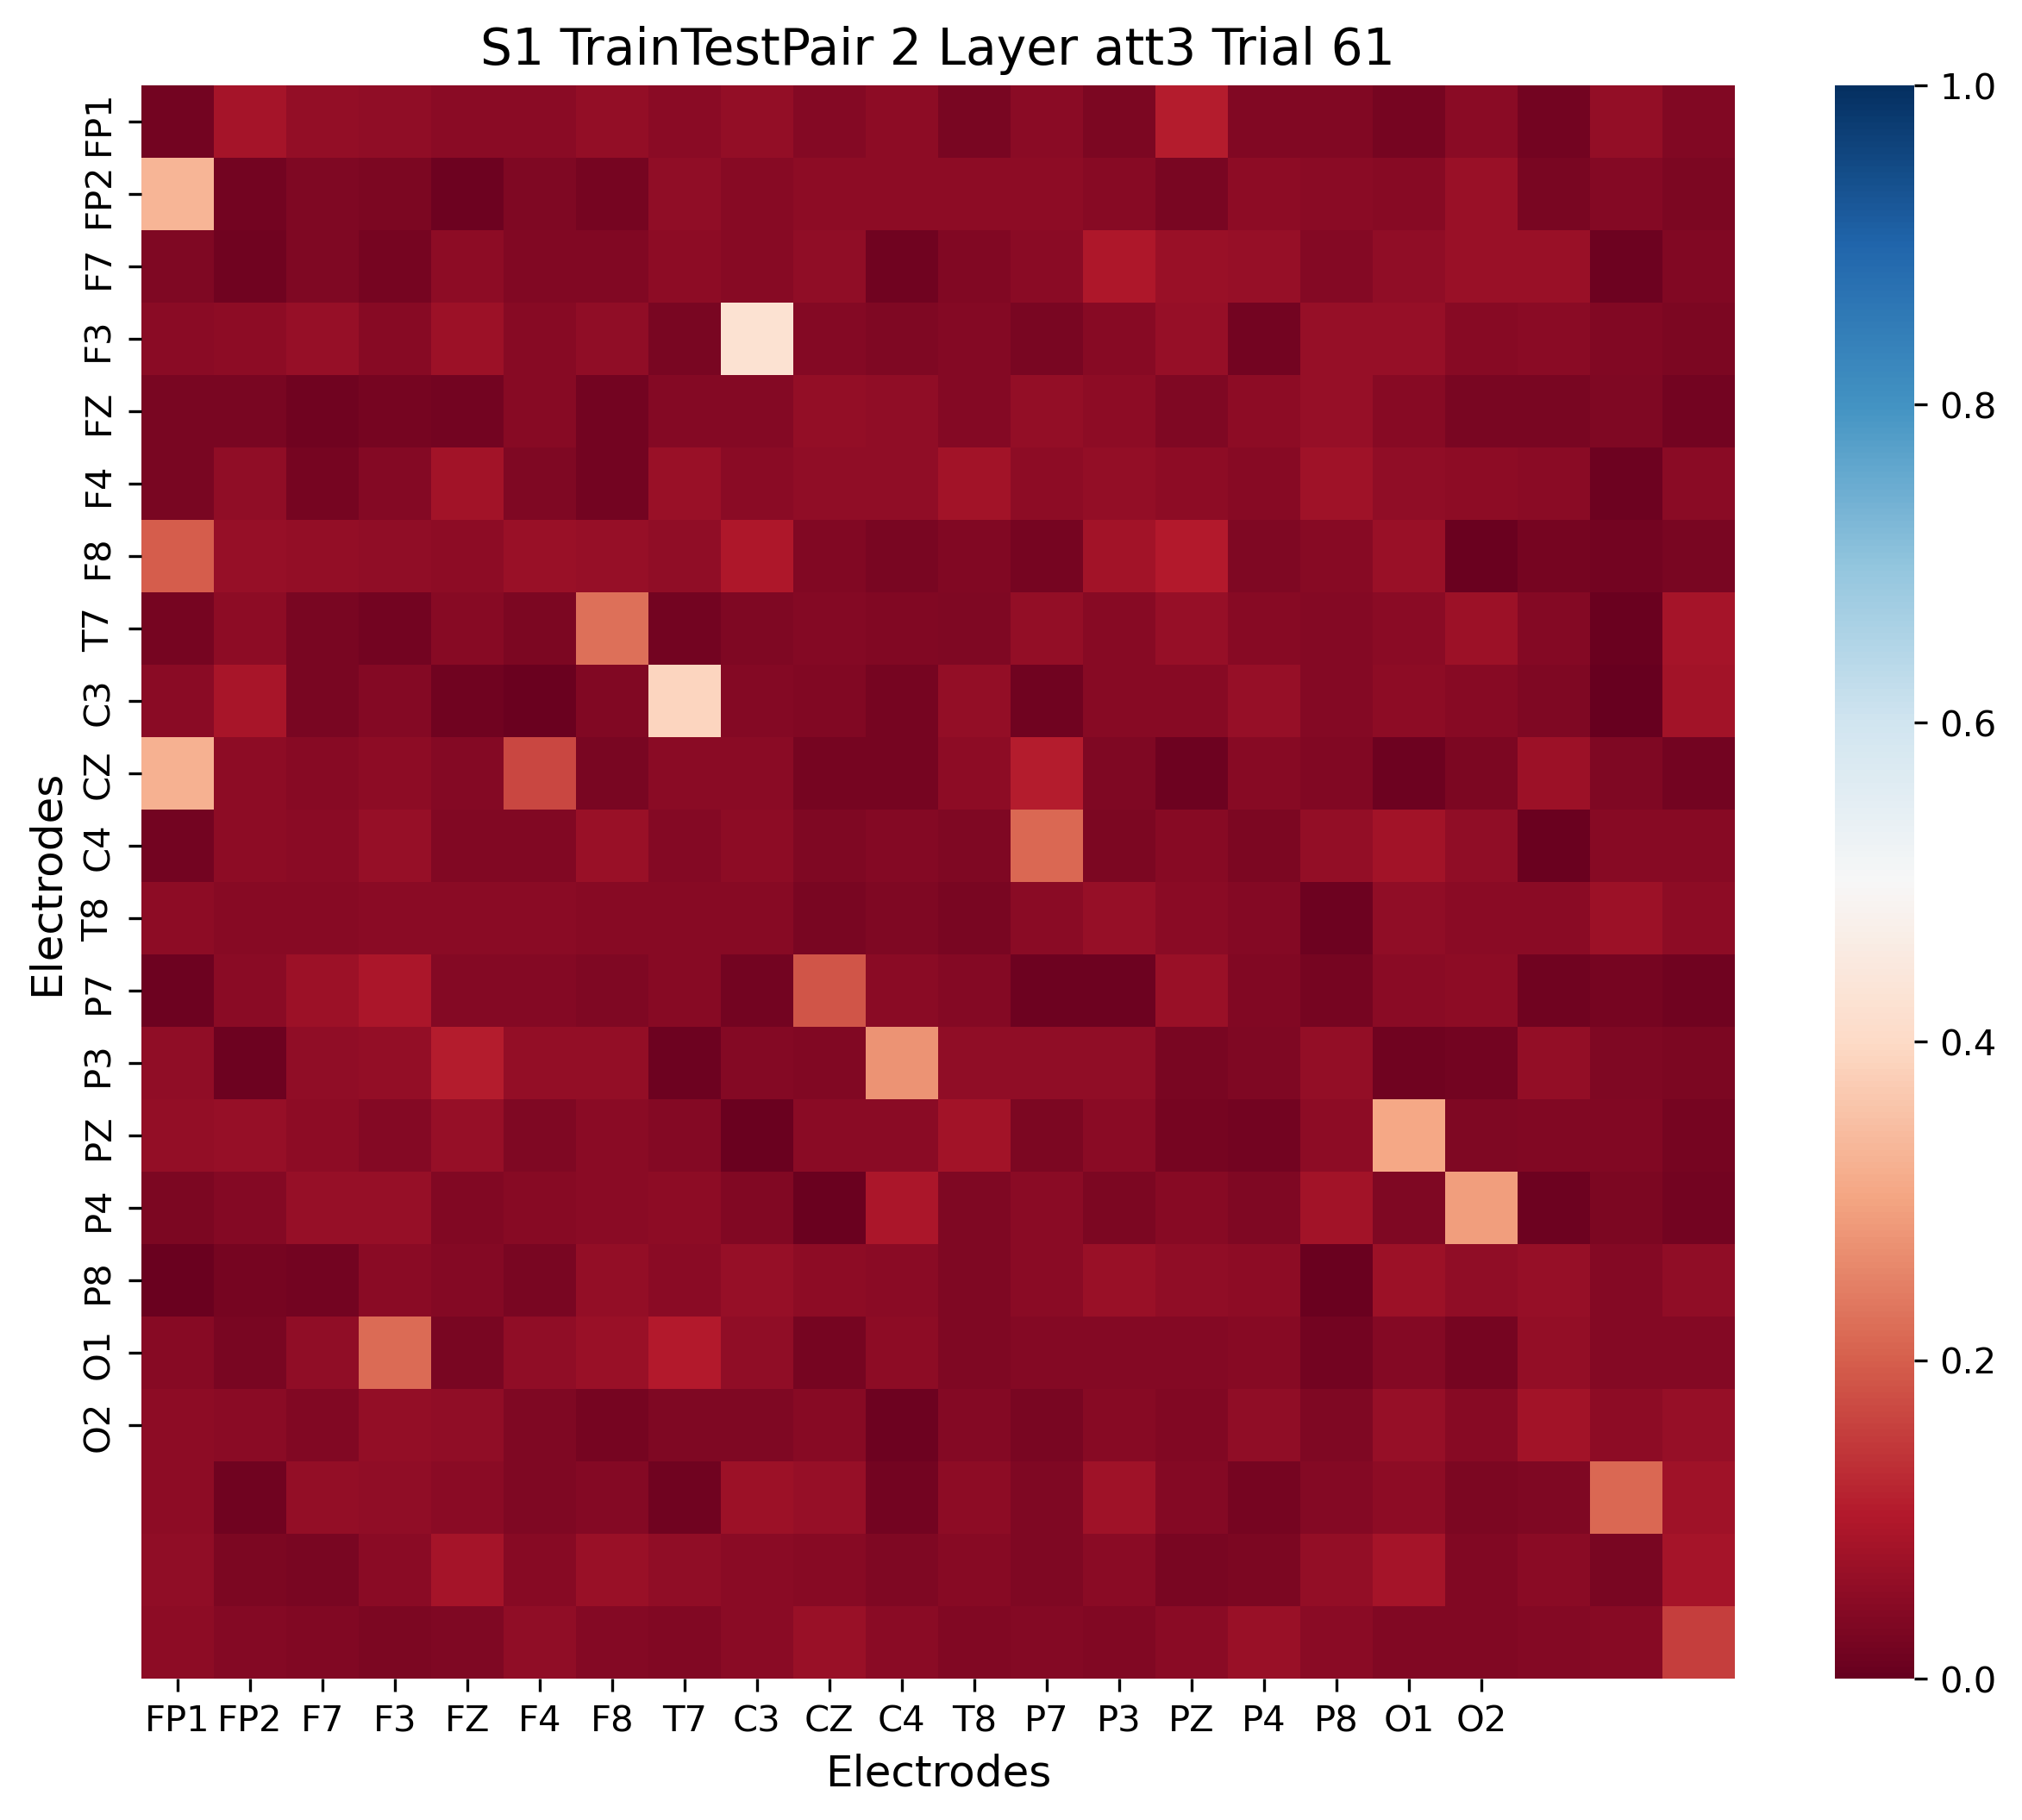 S1 TrainTestPair 2 Layer att3 Trial 61
Electrodes
FP1
FP2
F7
F3
FZ
F4
F8
T7
C3
CZ
C4
T8
P7
P3
PZ
P4
P8
O1
O2
FP1 FP2 F7 F3 FZ F4 F8 T7 C3 CZ C4 T8 P7 P3 PZ P4 P8 O1 O2
Electrodes
1.0
0.8
0.6
0.4
0.2
0.0